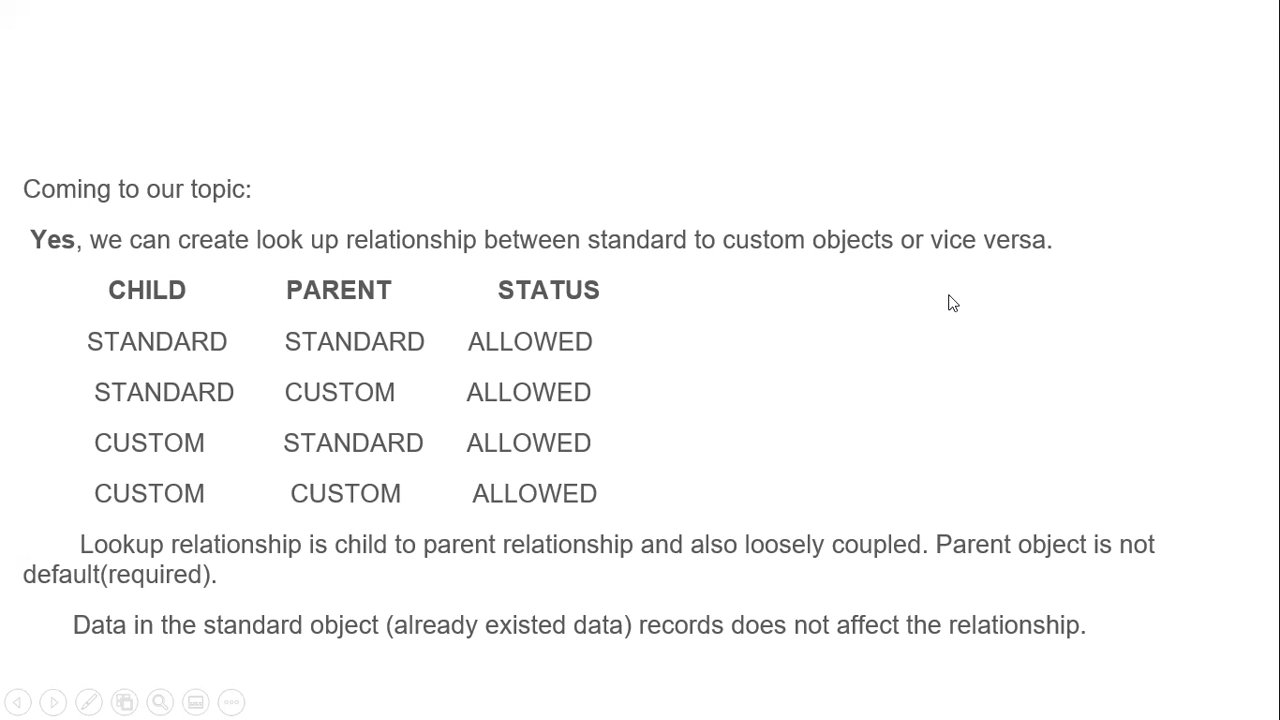 Coming to our topic:
Yes, we can create look up relationship between standard to custom objects or vice versa.
CHILD PARENT STATUS
STANDARD STANDARD ALLOWED
STANDARD CUSTOM ALLOWED
CUSTOM STANDARD ALLOWED
CUSTOM CUSTOM ALLOWED
Lookup relationship is child to parent relationship and also loosely coupled. Parent object is not
default(required).
Data in the standard object (already existed data) records does not affect the relationship.